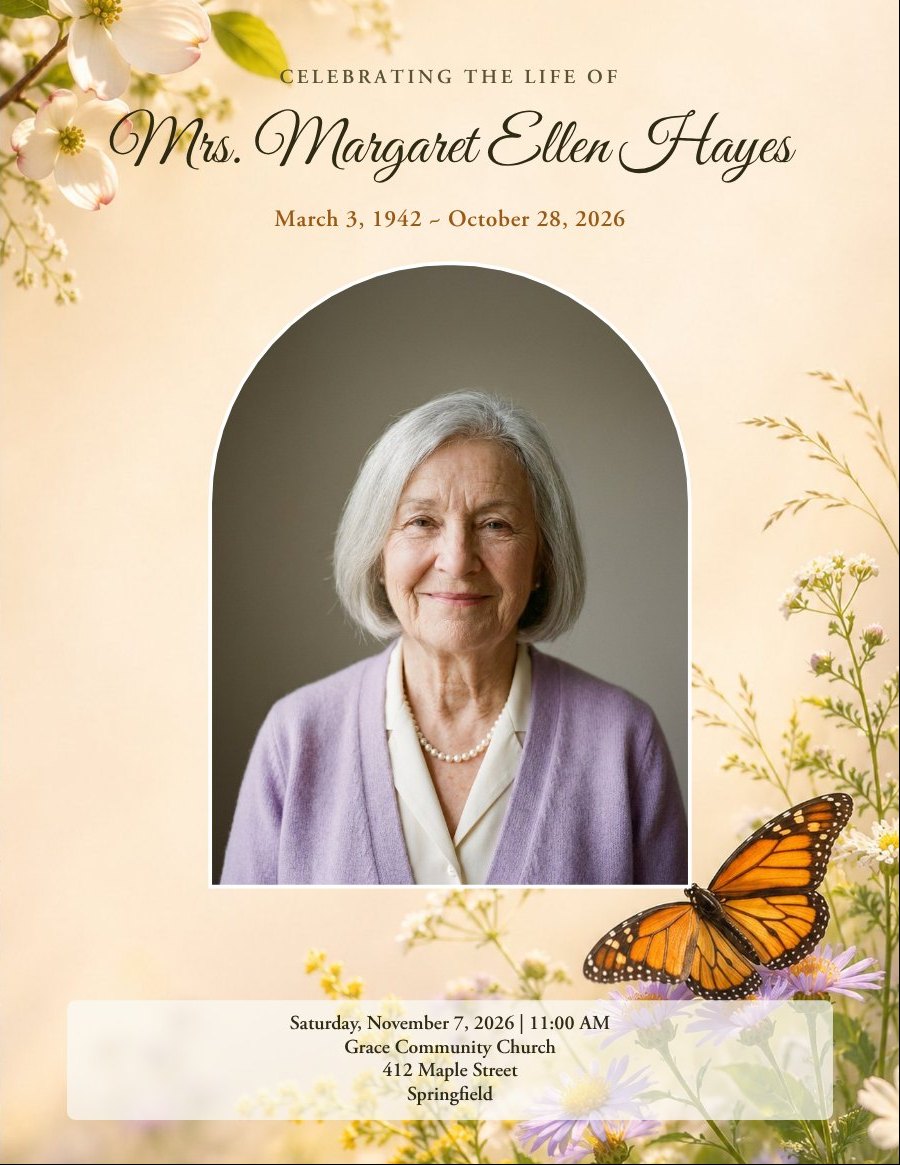 CELEBRATING THE LIFE OF
Mrs. Margaret Ellen Hayes
March 3, 1942 ~ October 28, 2026
Saturday, November 7, 2026 | 11:00 AM
Grace Community Church
412 Maple Street
Springfield